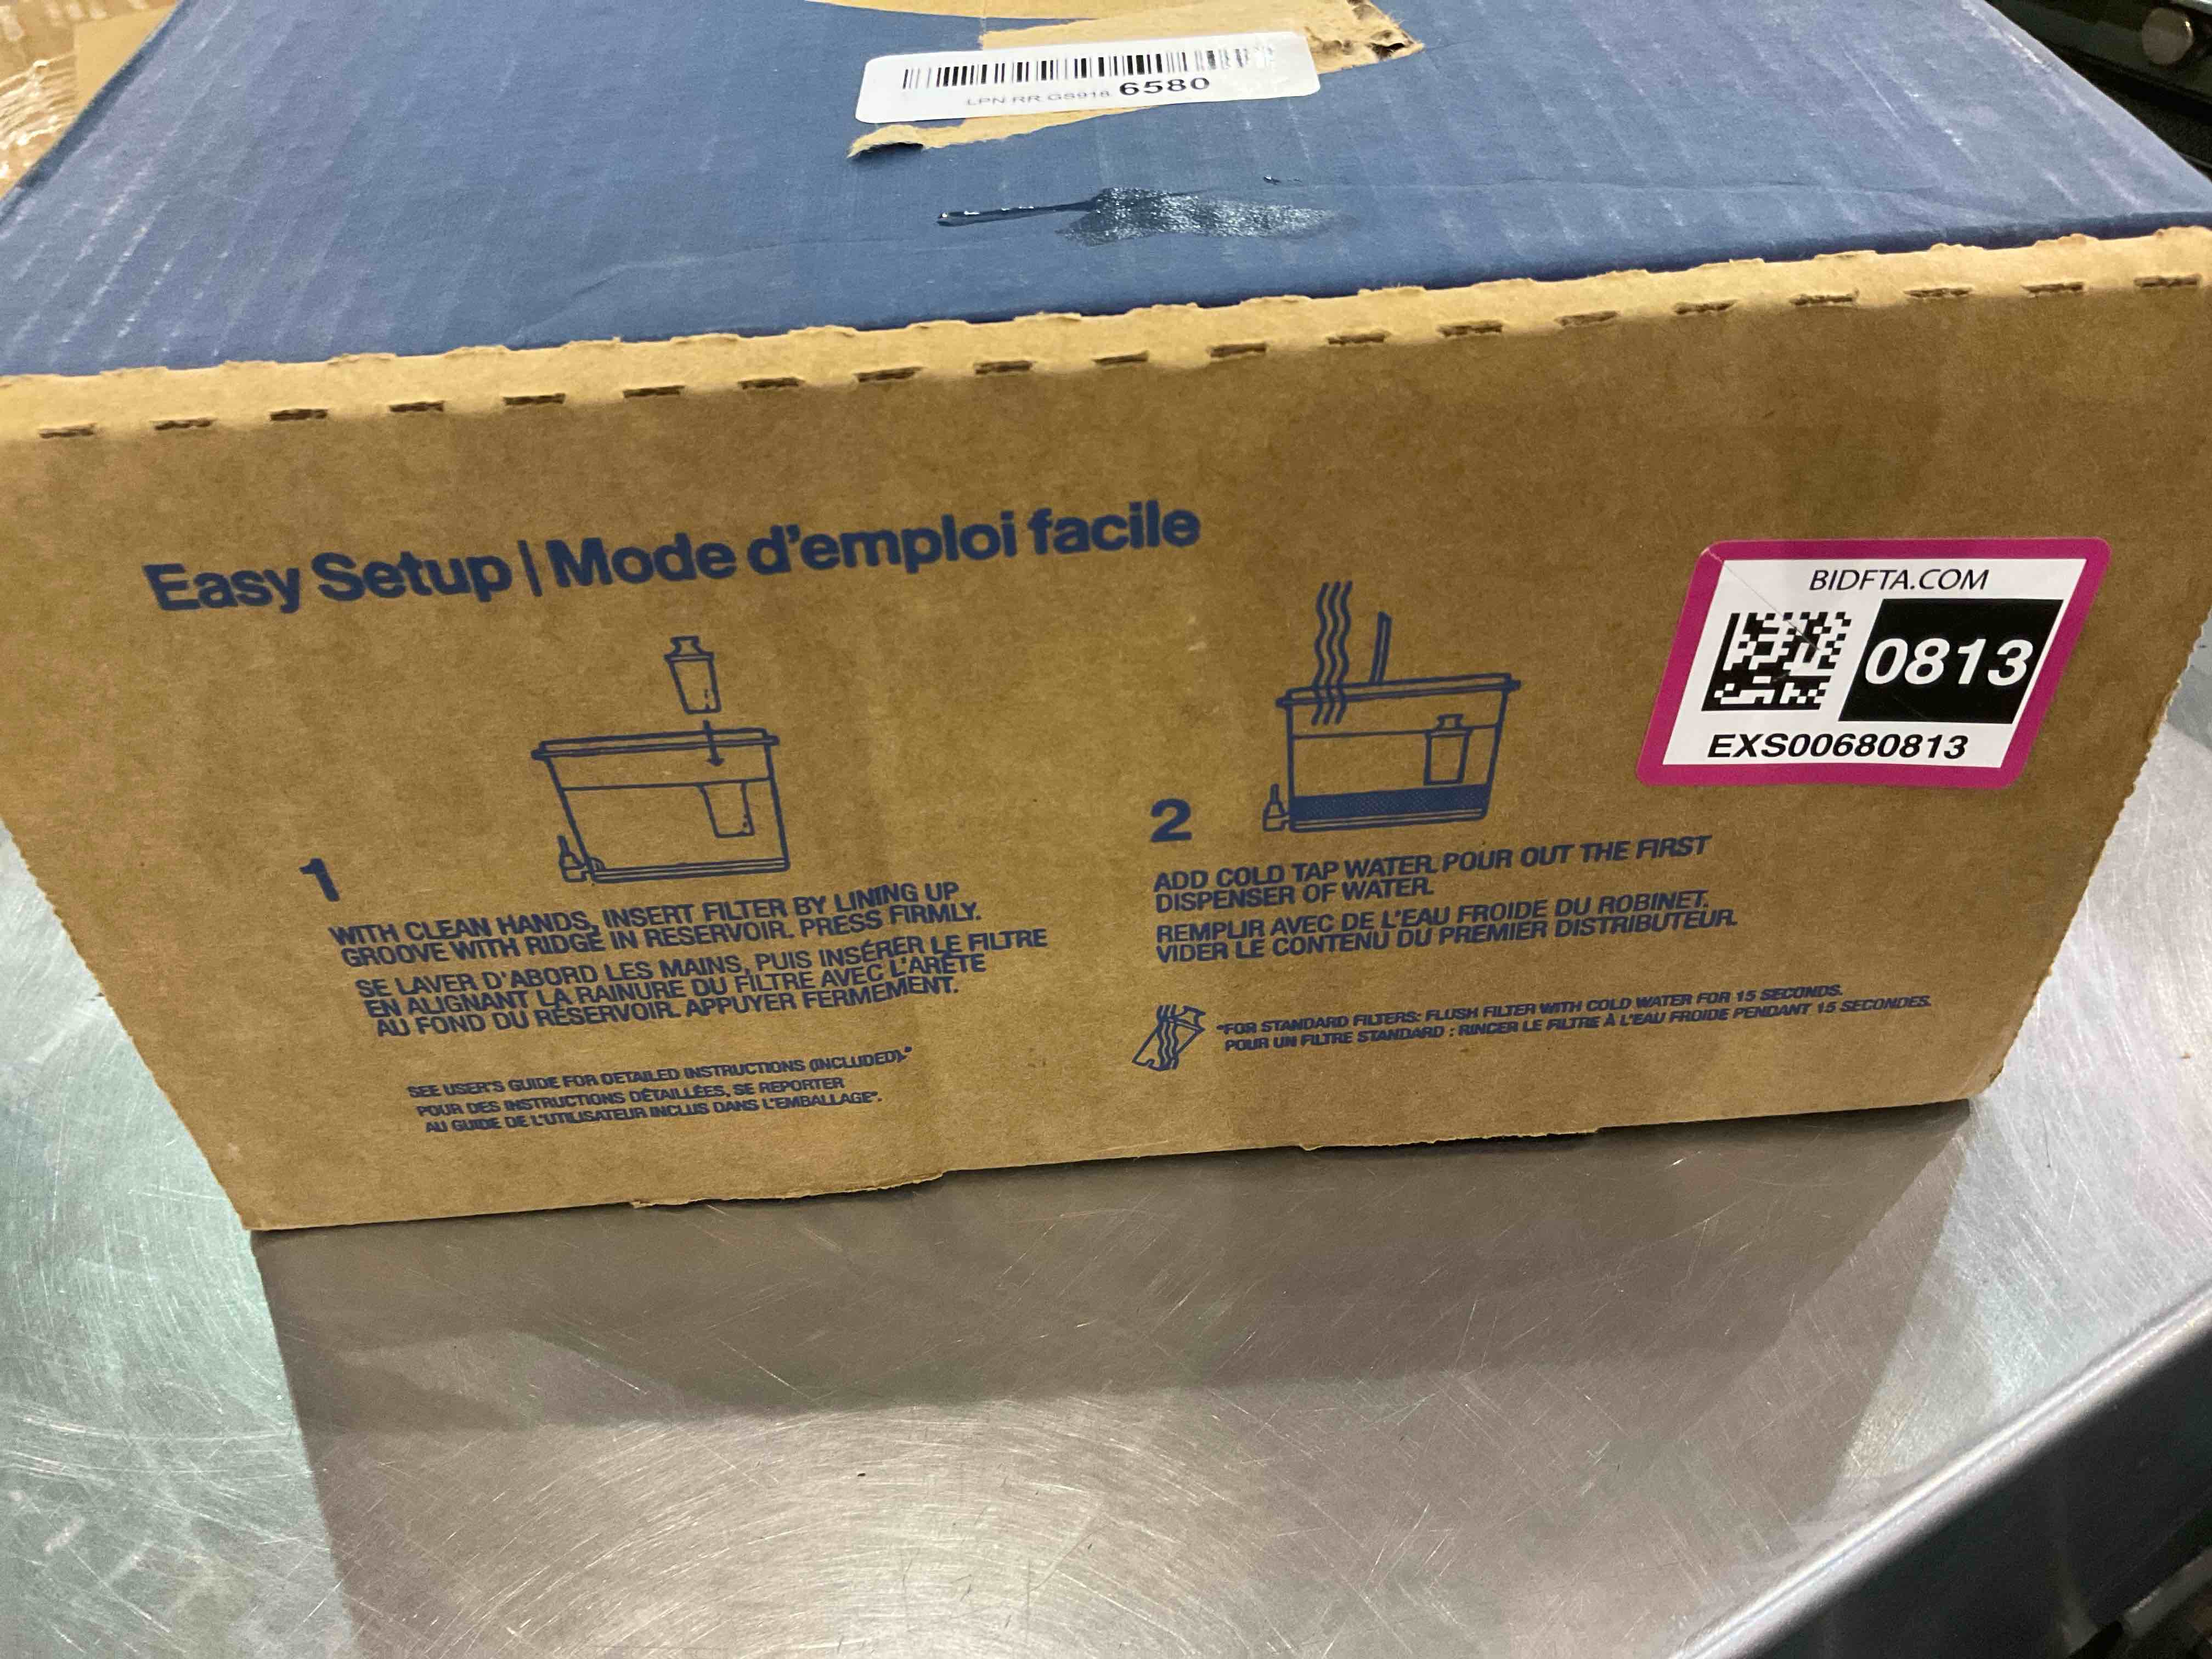 LPN RR GS918 6580
Easy Setup | Mode d'emploi facile
BIDFTA.COM
0813
EXS00680813
1
WITH CLEAN HANDS, INSERT FILTER BY LINING UP
GROOVE WITH RIDGE IN RESERVOIR. PRESS FIRMLY.
SE LAVER D'ABORD LES MAINS, PUIS INSÉRER LE FILTRE
EN ALIGNANT LA RAINURE DU FILTRE AVEC L'ARÊTE
AU FOND DU RÉSERVOIR. APPUYER FERMEMENT.
SEE USER'S GUIDE FOR DETAILED INSTRUCTIONS (INCLUDED).*
POUR DES INSTRUCTIONS DÉTAILLÉES, SE REPORTER
AU GUIDE DE L'UTILISATEUR INCLUS DANS L'EMBALLAGE*.
2
ADD COLD TAP WATER. POUR OUT THE FIRST
DISPENSER OF WATER.
REMPLIR AVEC DE L'EAU FROIDE DU ROBINET.
VIDER LE CONTENU DU PREMIER DISTRIBUTEUR.
*FOR STANDARD FILTERS: FLUSH FILTER WITH COLD WATER FOR 15 SECONDS.
POUR UN FILTRE STANDARD : RINCER LE FILTRE À L'EAU FROIDE PENDANT 15 SECONDES.